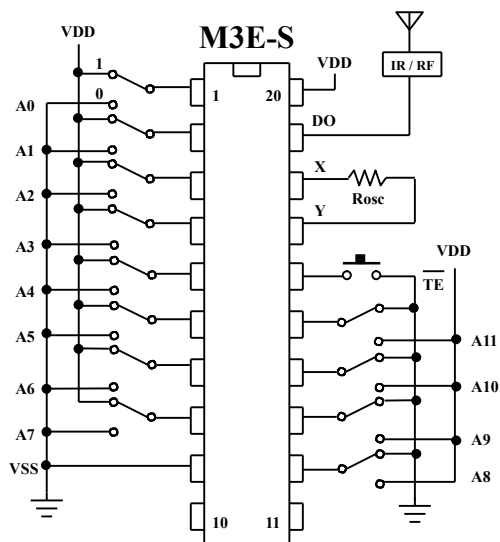 M3E-S
VDD
1
0
A0
A1
A2
A3
A4
A5
A6
A7
VSS
1
20
10
11
VDD
IR / RF
DO
X
Y
Rosc
VDD
TE
A11
A10
A9
A8